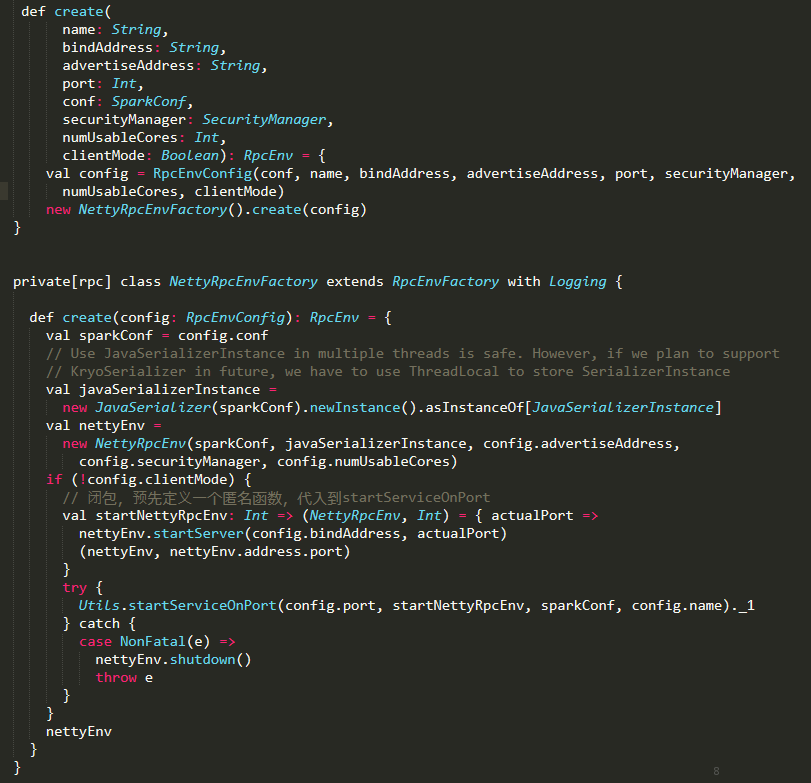 def create(
name: String,
bindAddress: String,
advertiseAddress: String,
port: Int,
conf: SparkConf,
securityManager: SecurityManager,
numUsableCores: Int,
clientMode: Boolean): RpcEnv = {
val config = RpcEnvConfig(conf, name, bindAddress, advertiseAddress, port, securityManager,
numUsableCores, clientMode)
new NettyRpcEnvFactory().create(config)
}
private[rpc] class NettyRpcEnvFactory extends RpcEnvFactory with Logging {
def create(config: RpcEnvConfig): RpcEnv = {
val sparkConf = config.conf
// Use JavaSerializerInstance in multiple threads is safe. However, if we plan to support
// KryoSerializer in future, we have to use ThreadLocal to store SerializerInstance
val javaSerializerInstance =
new JavaSerializer(sparkConf).newInstance().asInstanceOf[JavaSerializerInstance]
val nettyEnv =
new NettyRpcEnv(sparkConf, javaSerializerInstance, config.advertiseAddress,
config.securityManager, config.numUsableCores)
if (!config.clientMode) {
// 闭包，预先定义一个匿名函数，代入到startServiceOnPort
val startNettyRpcEnv: Int => (NettyRpcEnv, Int) = { actualPort =>
nettyEnv.startServer(config.bindAddress, actualPort)
(nettyEnv, nettyEnv.address.port)
}
try {
Utils.startServiceOnPort(config.port, startNettyRpcEnv, sparkConf, config.name)._1
} catch {
case NonFatal(e) =>
nettyEnv.shutdown()
throw e
}
}
nettyEnv
}
}
8